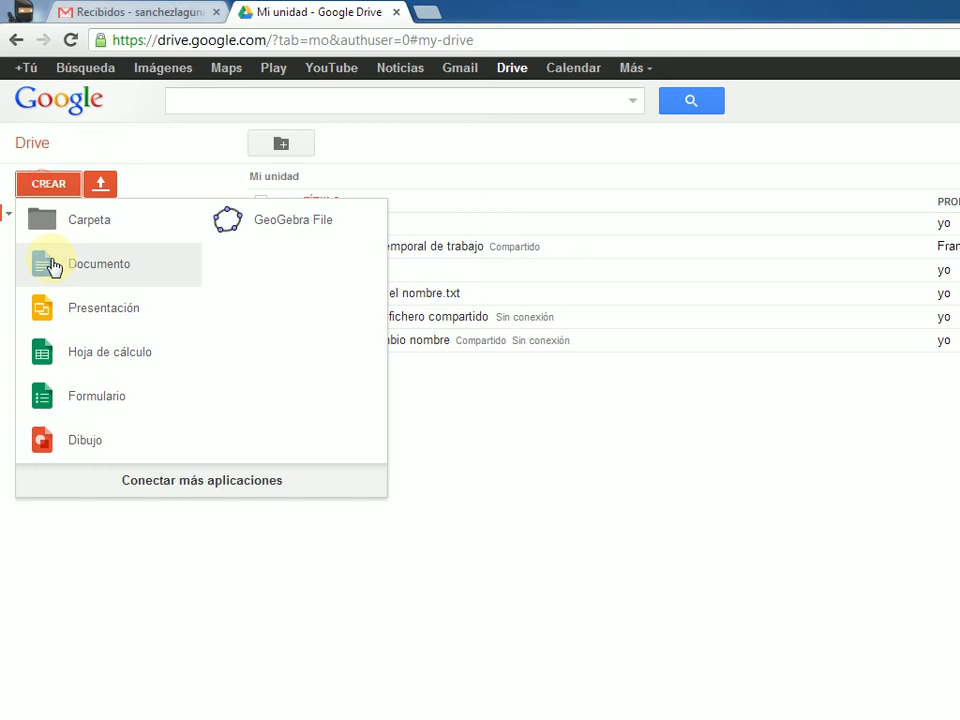 Recibidos - sanchezlagun
Mi unidad - Google Drive
https://drive.google.com/?tab=mo&authuser=0#my-drive
+Tú Búsqueda Imágenes Maps Play YouTube Noticias Gmail Drive Calendar Más
Google
Drive
CREAR
Mi unidad
Carpeta
GeoGebra File
Documento
Presentación
Hoja de cálculo
Formulario
Dibujo
Conectar más aplicaciones
PRO
yo
emporal de trabajo Compartido Fran
yo
el nombre.txt yo
fichero compartido Sin conexión yo
bio nombre Compartido Sin conexión yo